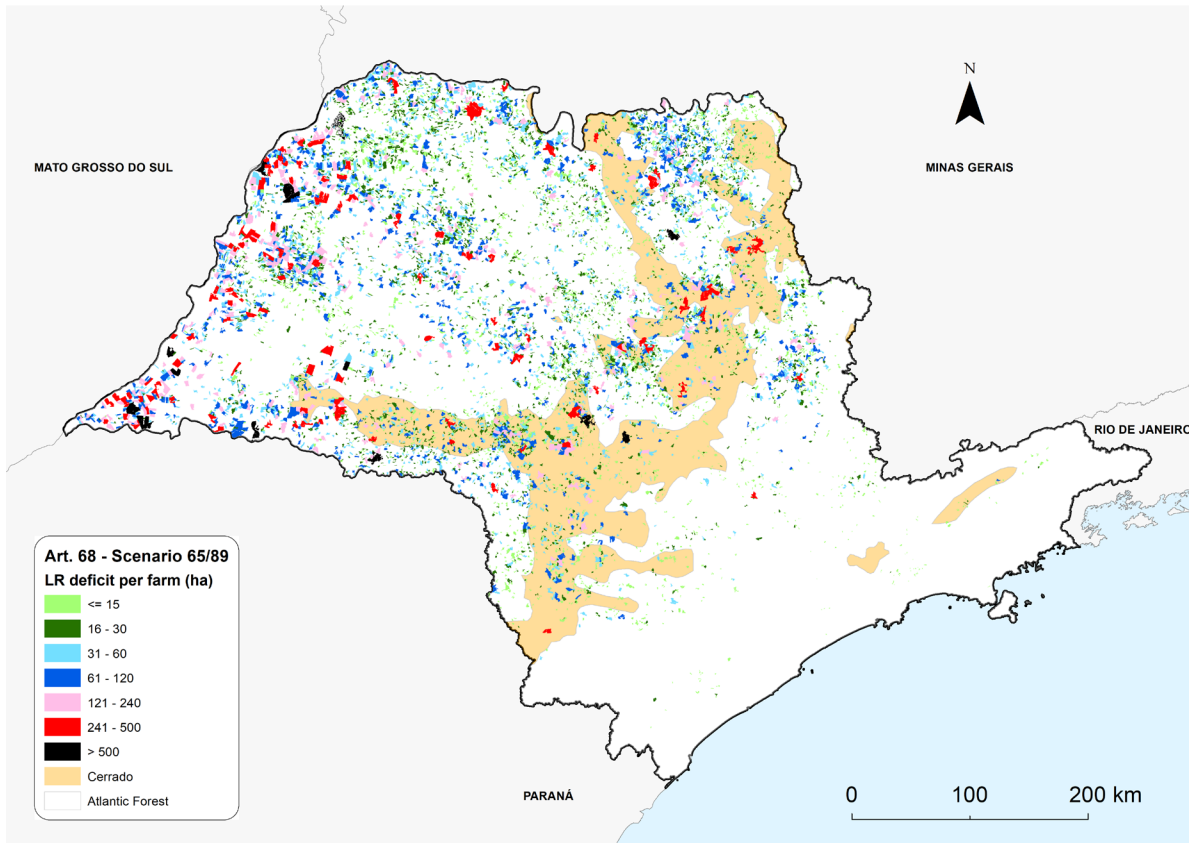 N
MATO GROSSO DO SUL
MINAS GERAIS
RIO DE JANEIRO
Art. 68 - Scenario 65/89
LR deficit per farm (ha)
<= 15
16 - 30
31 - 60
61 - 120
121 - 240
241 - 500
> 500
Cerrado
Atlantic Forest
PARANÁ
0 100 200 km